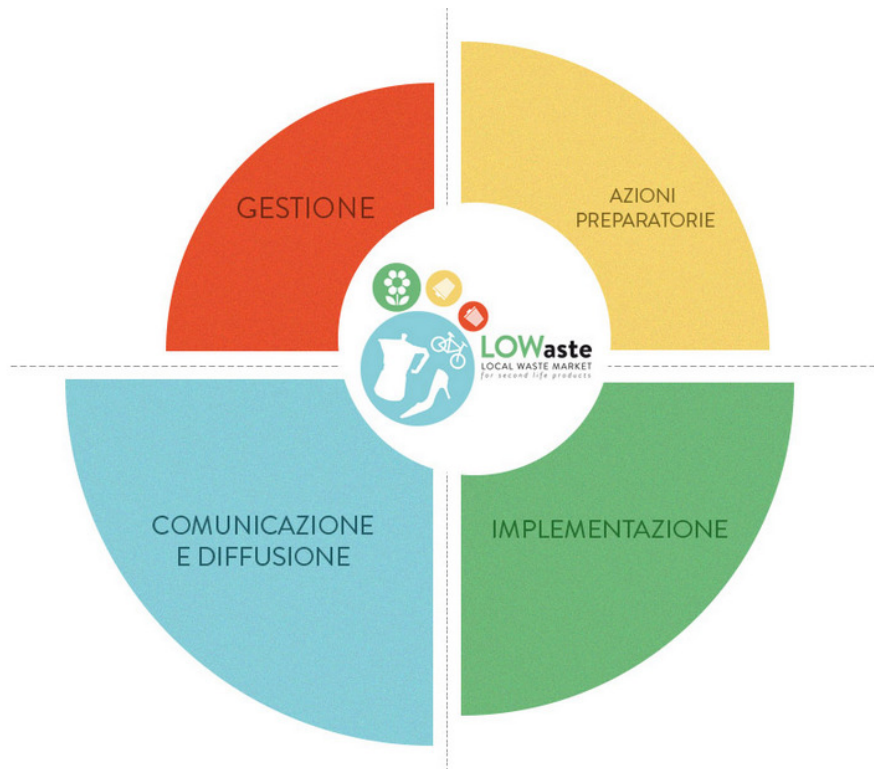 GESTIONE
AZIONI
PREPARATORIE
LOWaste
LOCAL WASTE MARKET
for second life products
COMUNICAZIONE
E DIFFUSIONE
IMPLEMENTAZIONE